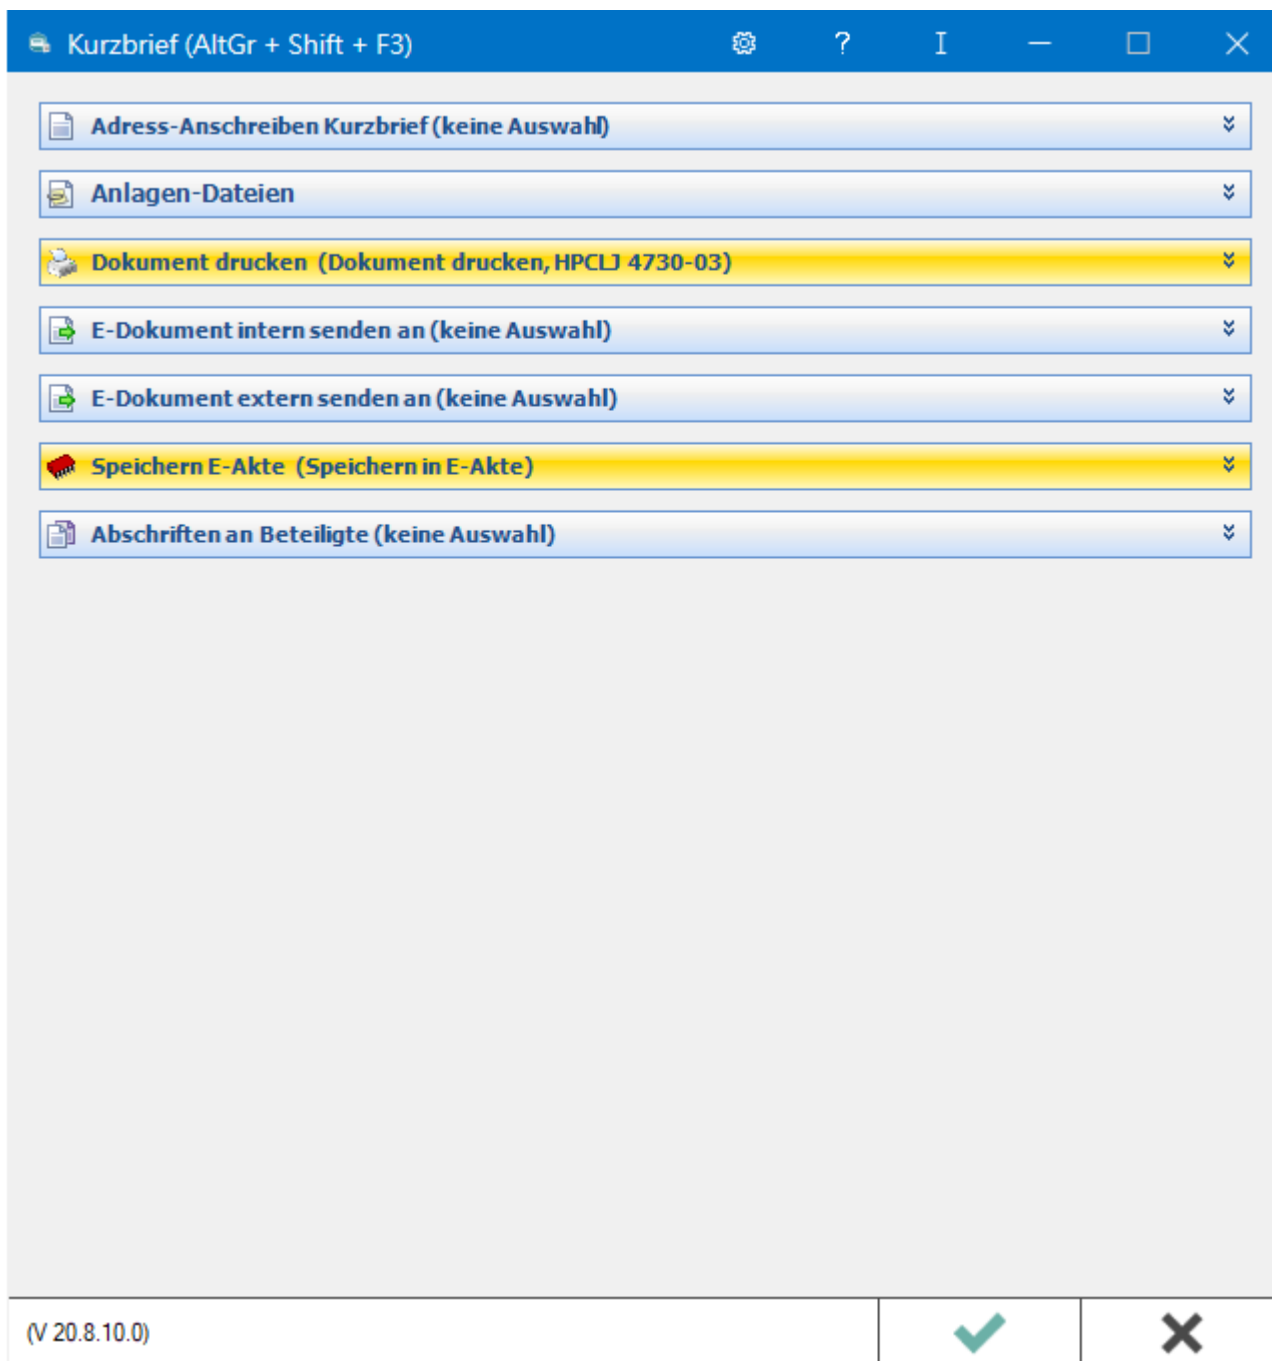 Kurzbrief (AltGr + Shift + F3)
Adress-Anschreiben Kurzbrief (keine Auswahl)
Anlagen-Dateien
Dokument drucken (Dokument drucken, HPCLJ 4730-03)
E-Dokument intern senden an (keine Auswahl)
E-Dokument extern senden an (keine Auswahl)
Speichern E-Akte (Speichern in E-Akte)
Abschriften an Beteiligte (keine Auswahl)
(V 20.8.10.0)